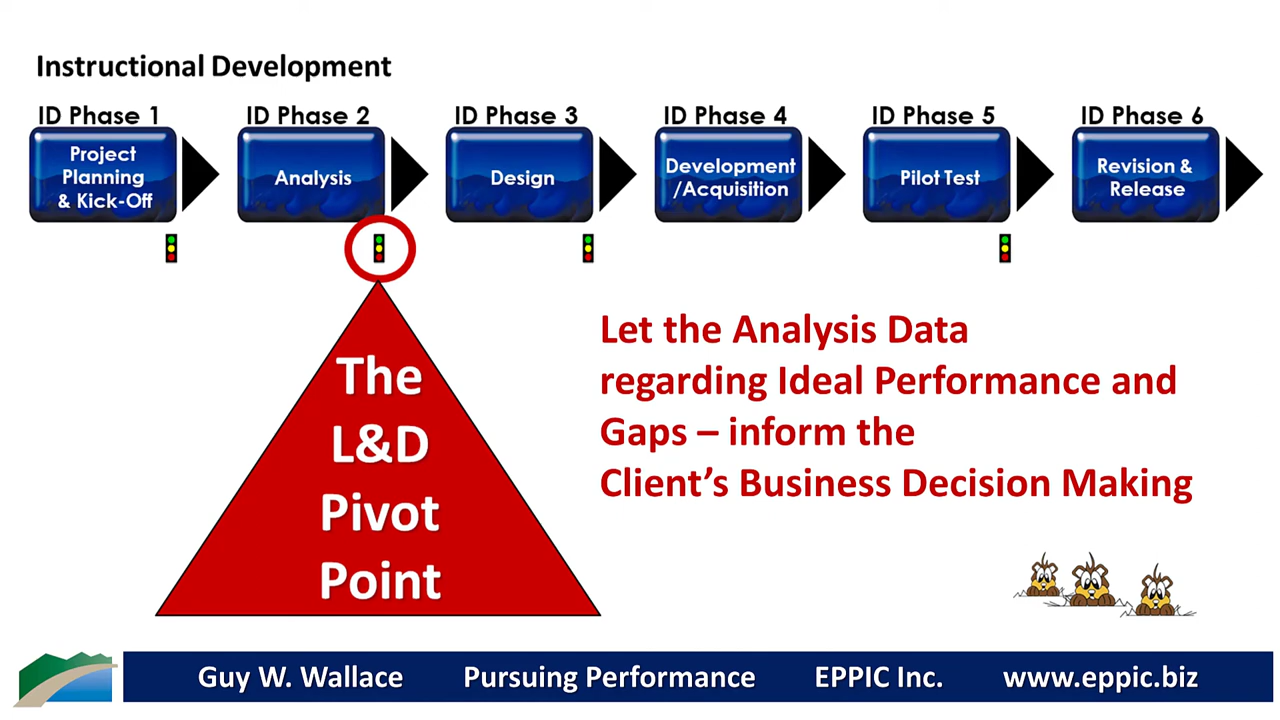 Instructional Development
ID Phase 1
ID Phase 2
ID Phase 3
ID Phase 4
ID Phase 5
ID Phase 6
Project
Planning
& Kick-Off
Analysis
Design
Development
/Acquisition
Pilot Test
Revision &
Release
The
L&D
Pivot
Point
Let the Analysis Data
regarding Ideal Performance and
Gaps – inform the
Client’s Business Decision Making
Guy W. Wallace Pursuing Performance EPPIC Inc. www.eppic.biz